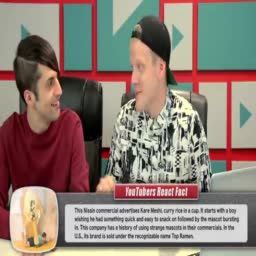 YouTubers React Fact
This Nissin commercial advertises Kare Meshi, curry rice in a cup. It starts with a boy
wishing he had something quick and easy to snack on followed by the mascot bursting
in. This company has a history of using strange mascots in their commercials. In the
U.S., its brand is sold under the recognizable name Top Ramen.